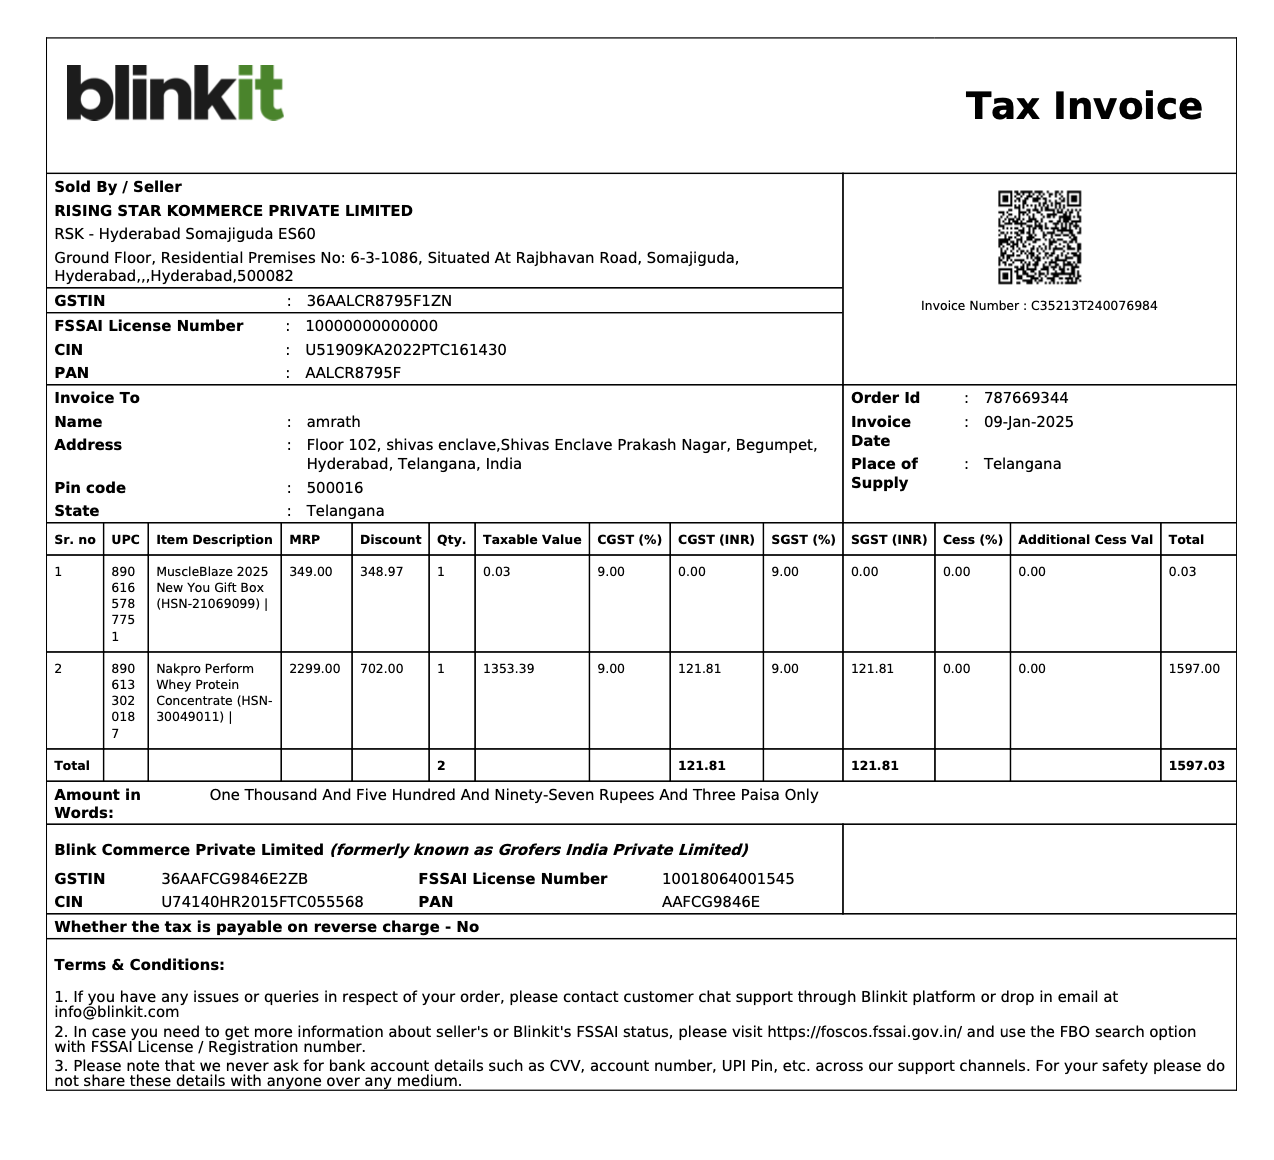 blinkit
Tax Invoice
Sold By / Seller
RISING STAR KOMMERCE PRIVATE LIMITED
RSK - Hyderabad Somajiguda ES60
Ground Floor, Residential Premises No: 6-3-1086, Situated At Rajbhavan Road, Somajiguda,
Hyderabad,,,Hyderabad,500082
GSTIN : 36AALCR8795F1ZN
FSSAI License Number : 10000000000000
CIN : U51909KA2022PTC161430
PAN : AALCR8795F
Invoice Number : C35213T240076984
Invoice To
Name : amrath
Address : Floor 102, shivas enclave,Shivas Enclave Prakash Nagar, Begumpet,
Hyderabad, Telangana, India
Pin code : 500016
State : Telangana
Order Id : 787669344
Invoice : 09-Jan-2025
Date
Place of : Telangana
Supply
Sr. no UPC Item Description MRP Discount Qty. Taxable Value CGST (%) CGST (INR) SGST (%) SGST (INR) Cess (%) Additional Cess Val Total
1 890 MuscleBlaze 2025 349.00 348.97 1 0.03 9.00 0.00 9.00 0.00 0.00 0.00 0.03
616 New You Gift Box
578 (HSN-21069099) |
775
1
2 890 Nakpro Perform 2299.00 702.00 1 1353.39 9.00 121.81 9.00 121.81 0.00 0.00 1597.00
613 Whey Protein
302 Concentrate (HSN-
018 30049011) |
7
Total 2 121.81 121.81 1597.03
Amount in One Thousand And Five Hundred And Ninety-Seven Rupees And Three Paisa Only
Words:
Blink Commerce Private Limited (formerly known as Grofers India Private Limited)
GSTIN 36AAFCG9846E2ZB FSSAI License Number 10018064001545
CIN U74140HR2015FTC055568 PAN AAFCG9846E
Whether the tax is payable on reverse charge - No
Terms & Conditions:
1. If you have any issues or queries in respect of your order, please contact customer chat support through Blinkit platform or drop in email at
info@blinkit.com
2. In case you need to get more information about seller's or Blinkit's FSSAI status, please visit https://foscos.fssai.gov.in/ and use the FBO search option
with FSSAI License / Registration number.
3. Please note that we never ask for bank account details such as CVV, account number, UPI Pin, etc. across our support channels. For your safety please do
not share these details with anyone over any medium.